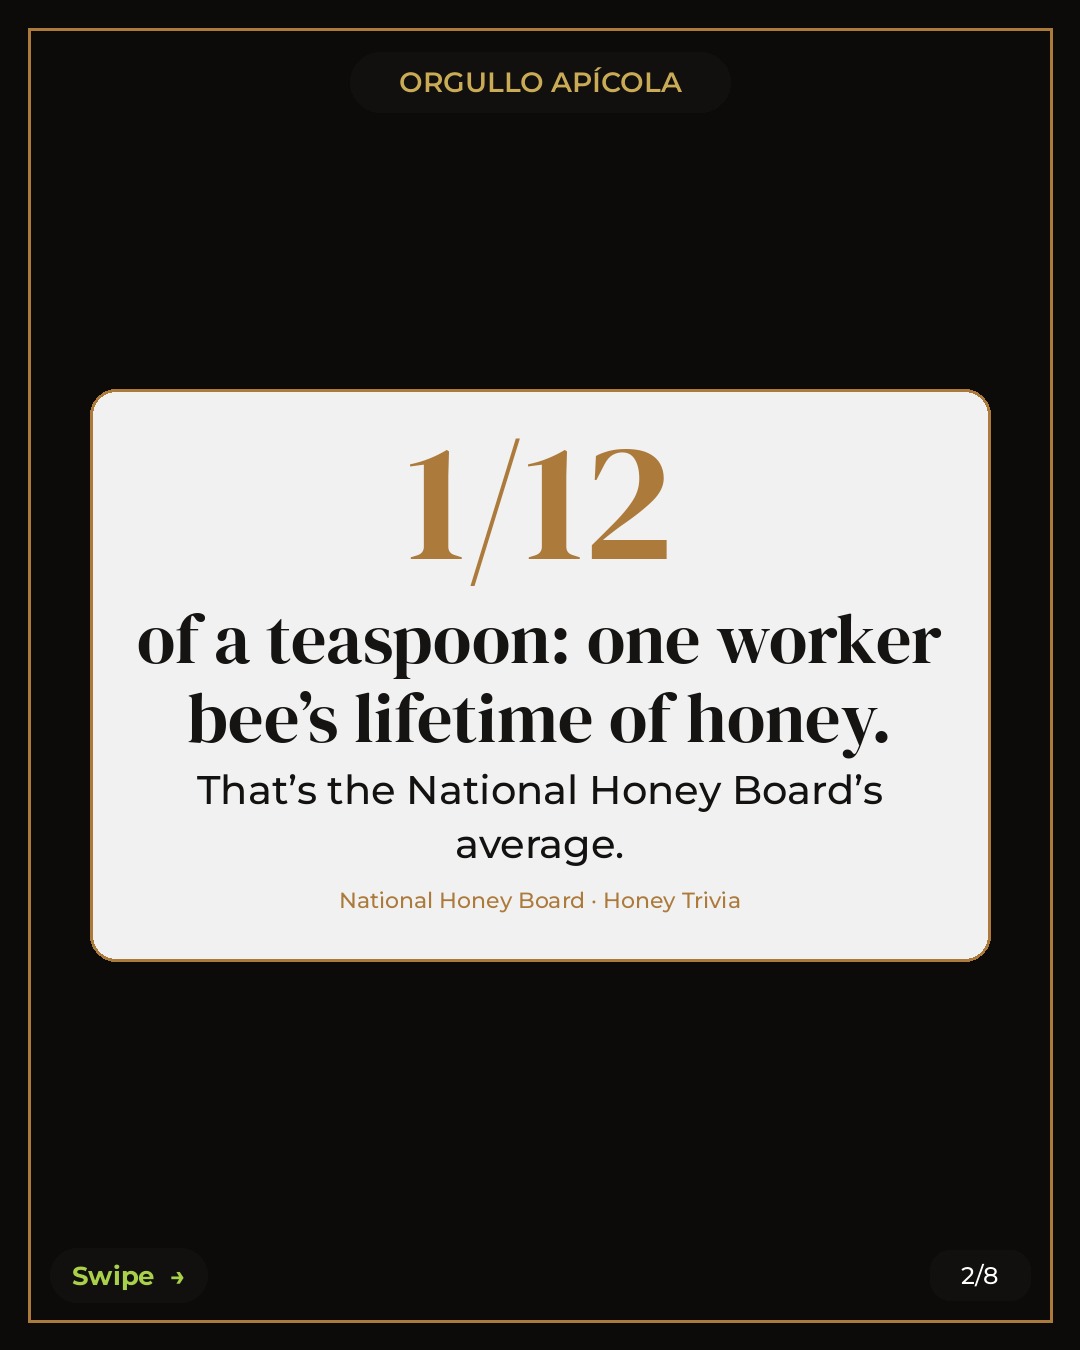 ORGULLO APÍCOLA
1/12
of a teaspoon: one worker
bee’s lifetime of honey.
That’s the National Honey Board’s
average.
National Honey Board · Honey Trivia
Swipe →
2/8